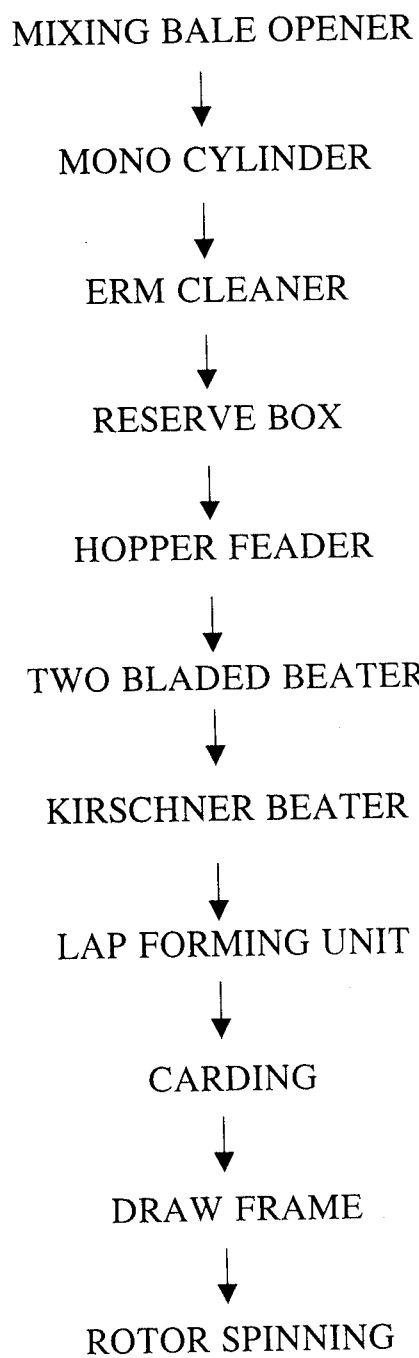 MIXING BALE OPENER
MONO CYLINDER
ERM CLEANER
RESERVE BOX
HOPPER FEADER
TWO BLADED BEATER
KIRSCHNER BEATER
LAP FORMING UNIT
CARDING
DRAW FRAME
ROTOR SPINNING